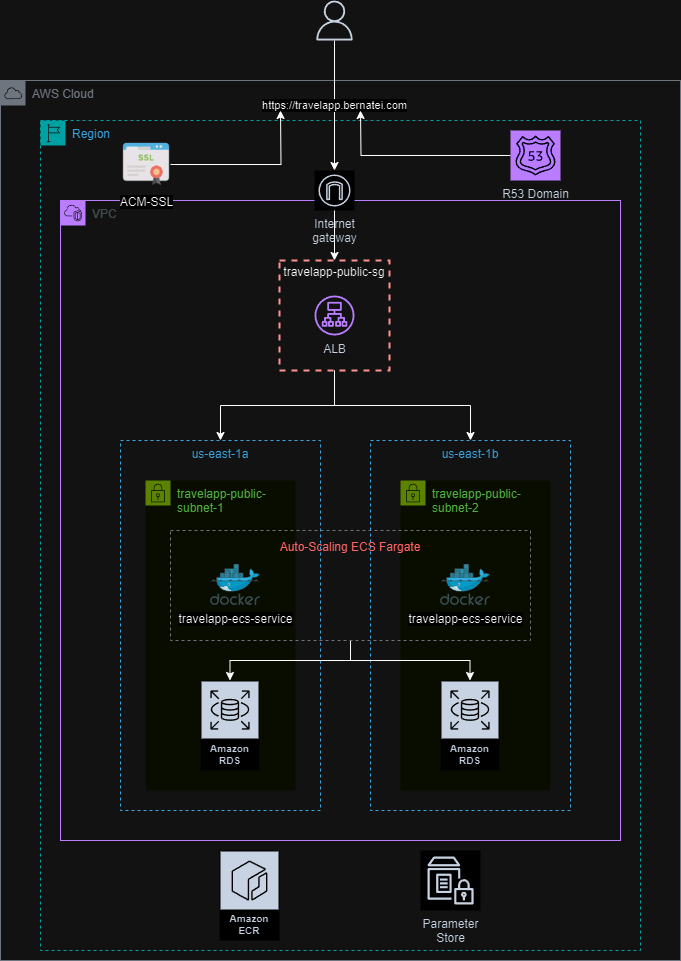 AWS Cloud
https://travelapp.bernatei.com
Region
SSL
53
ACM-SSL
R53 Domain
VPC
Internet
gateway
travelapp-public-sg
ALB
us-east-1a
us-east-1b
travelapp-public-
subnet-1
travelapp-public-
subnet-2
Auto-Scaling ECS Fargate
docker
docker
travelapp-ecs-service
travelapp-ecs-service
Amazon
RDS
Amazon
RDS
Amazon
ECR
Parameter
Store